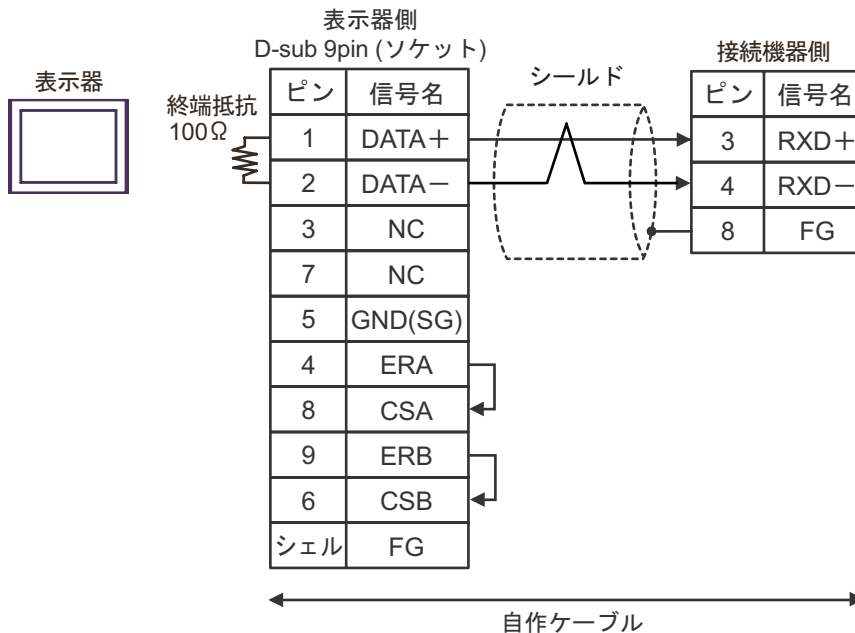 表示器側
D-sub 9pin (ソケット)
接続機器側
表示器
終端抵抗
100Ω
シールド
ピン 信号名
1 DATA＋
2 DATA－
3 NC
7 NC
5 GND(SG)
4 ERA
8 CSA
9 ERB
6 CSB
シェル FG
ピン 信号名
3 RXD＋
4 RXD－
8 FG
自作ケーブル